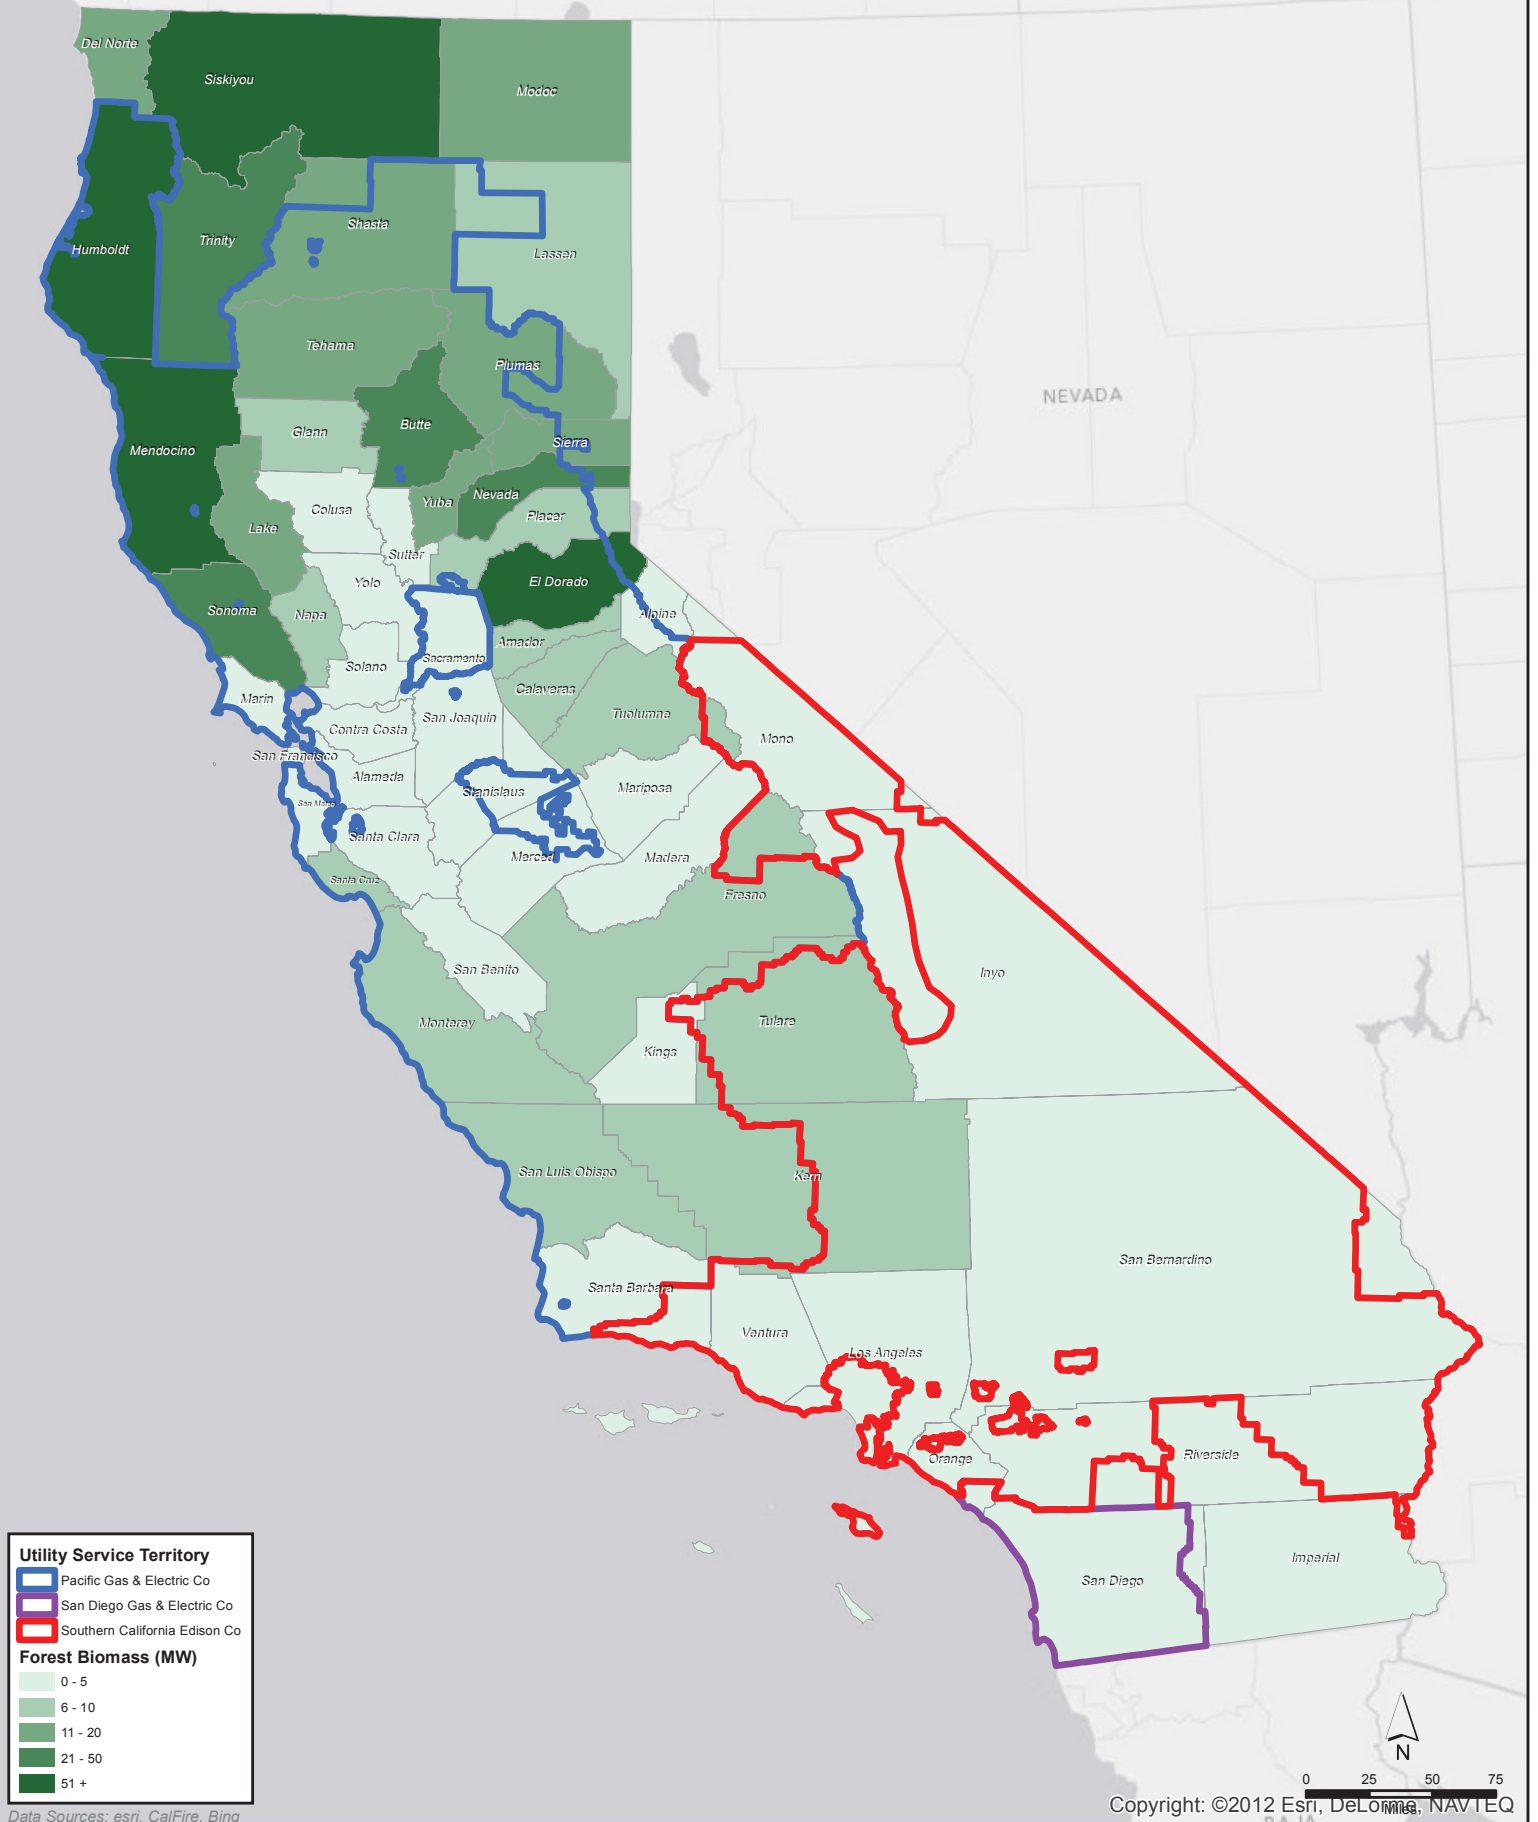 Del Norte
Siskiyou
Modoc
Humboldt
Trinity
Shasta
Lassen
Tehama
Plumas
NEVADA
Mendocino
Glenn
Butte
Sierra
Colusa
Yuba
Nevada
Lake
Placer
Sutter
Yolo
El Dorado
Sonoma
Napa
Alpine
Amador
Sacramento
Solano
Marin
Calaveras
San Joaquin
Tuolumne
Contra Costa
Mono
San Francisco
Alameda
Stanislaus
Mariposa
San Mateo
Santa Clara
Merced
Madera
Santa Cruz
Fresno
San Benito
Inyo
Monterey
Tulare
Kings
San Luis Obispo
Kern
Santa Barbara
San Bernardino
Ventura
Los Angeles
Orange
Riverside
San Diego
Imperial
Utility Service Territory
Pacific Gas & Electric Co
San Diego Gas & Electric Co
Southern California Edison Co
Forest Biomass (MW)
0 - 5
6 - 10
11 - 20
21 - 50
51 +
N
0 25 50 75
Miles
Copyright: ©2012 Esri, DeLorme, NAVTEQ
BAJA
Data Sources: esri, CalFire, Bing